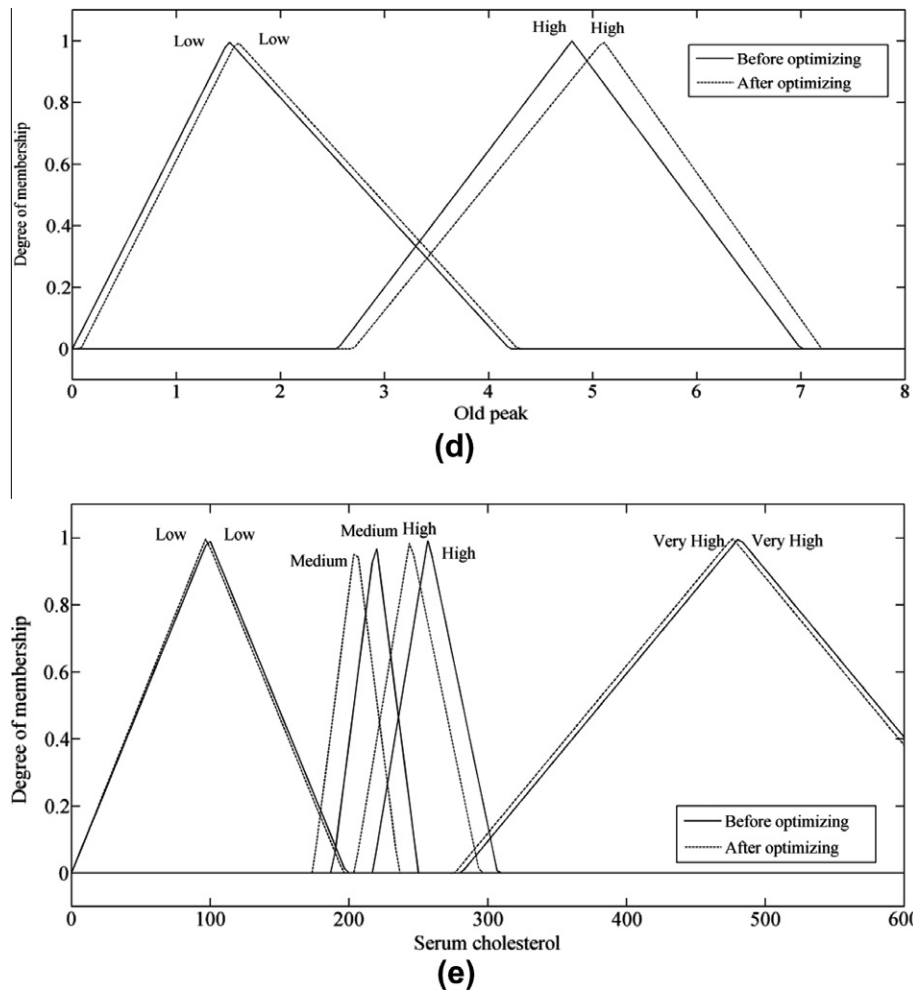 Low
Low
High
High
Before optimizing
After optimizing
Degree of membership
1
0.8
0.6
0.4
0.2
0
0 1 2 3 4 5 6 7 8
Old peak
(d)
Low
Low
Medium
Medium
High
High
Very High
Very High
Degree of membership
1
0.8
0.6
0.4
0.2
0
Before optimizing
After optimizing
0 100 200 300 400 500 600
Serum cholesterol
(e)